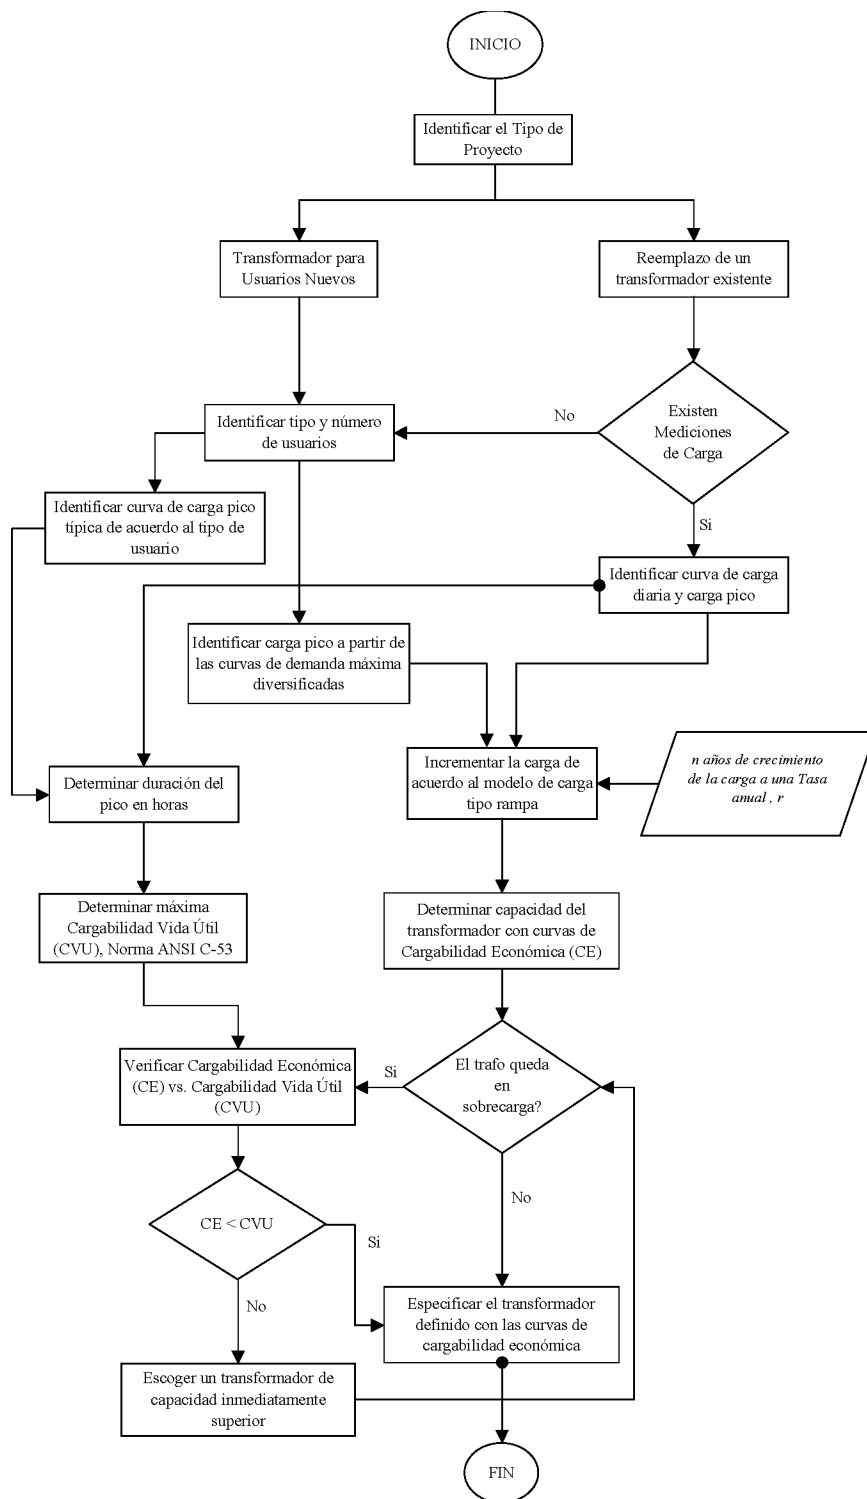 INICIO
Identificar el Tipo de
Proyecto
Transformador para
Usuarios Nuevos
Reemplazo de un
transformador existente
Identificar tipo y número
de usuarios
No
Existen
Mediciones
de Carga
Si
Identificar curva de carga pico
típica de acuerdo al tipo de
usuario
Identificar curva de carga
diaria y carga pico
Identificar carga pico a partir de
las curvas de demanda máxima
diversificadas
Determinar duración del
pico en horas
Incrementar la carga de
acuerdo al modelo de carga
tipo rampa
n años de crecimiento
de la carga a una Tasa
anual , r
Determinar máxima
Cargabilidad Vida Útil
(CVU), Norma ANSI C-53
Determinar capacidad del
transformador con curvas de
Cargabilidad Económica (CE)
Verificar Cargabilidad Económica
(CE) vs. Cargabilidad Vida Útil
(CVU)
Si
El trafo queda
en
sobrecarga?
No
CE < CVU
Si
No
Especificar el transformador
definido con las curvas de
cargabilidad económica
Escoger un transformador de
capacidad inmediatamente
superior
FIN